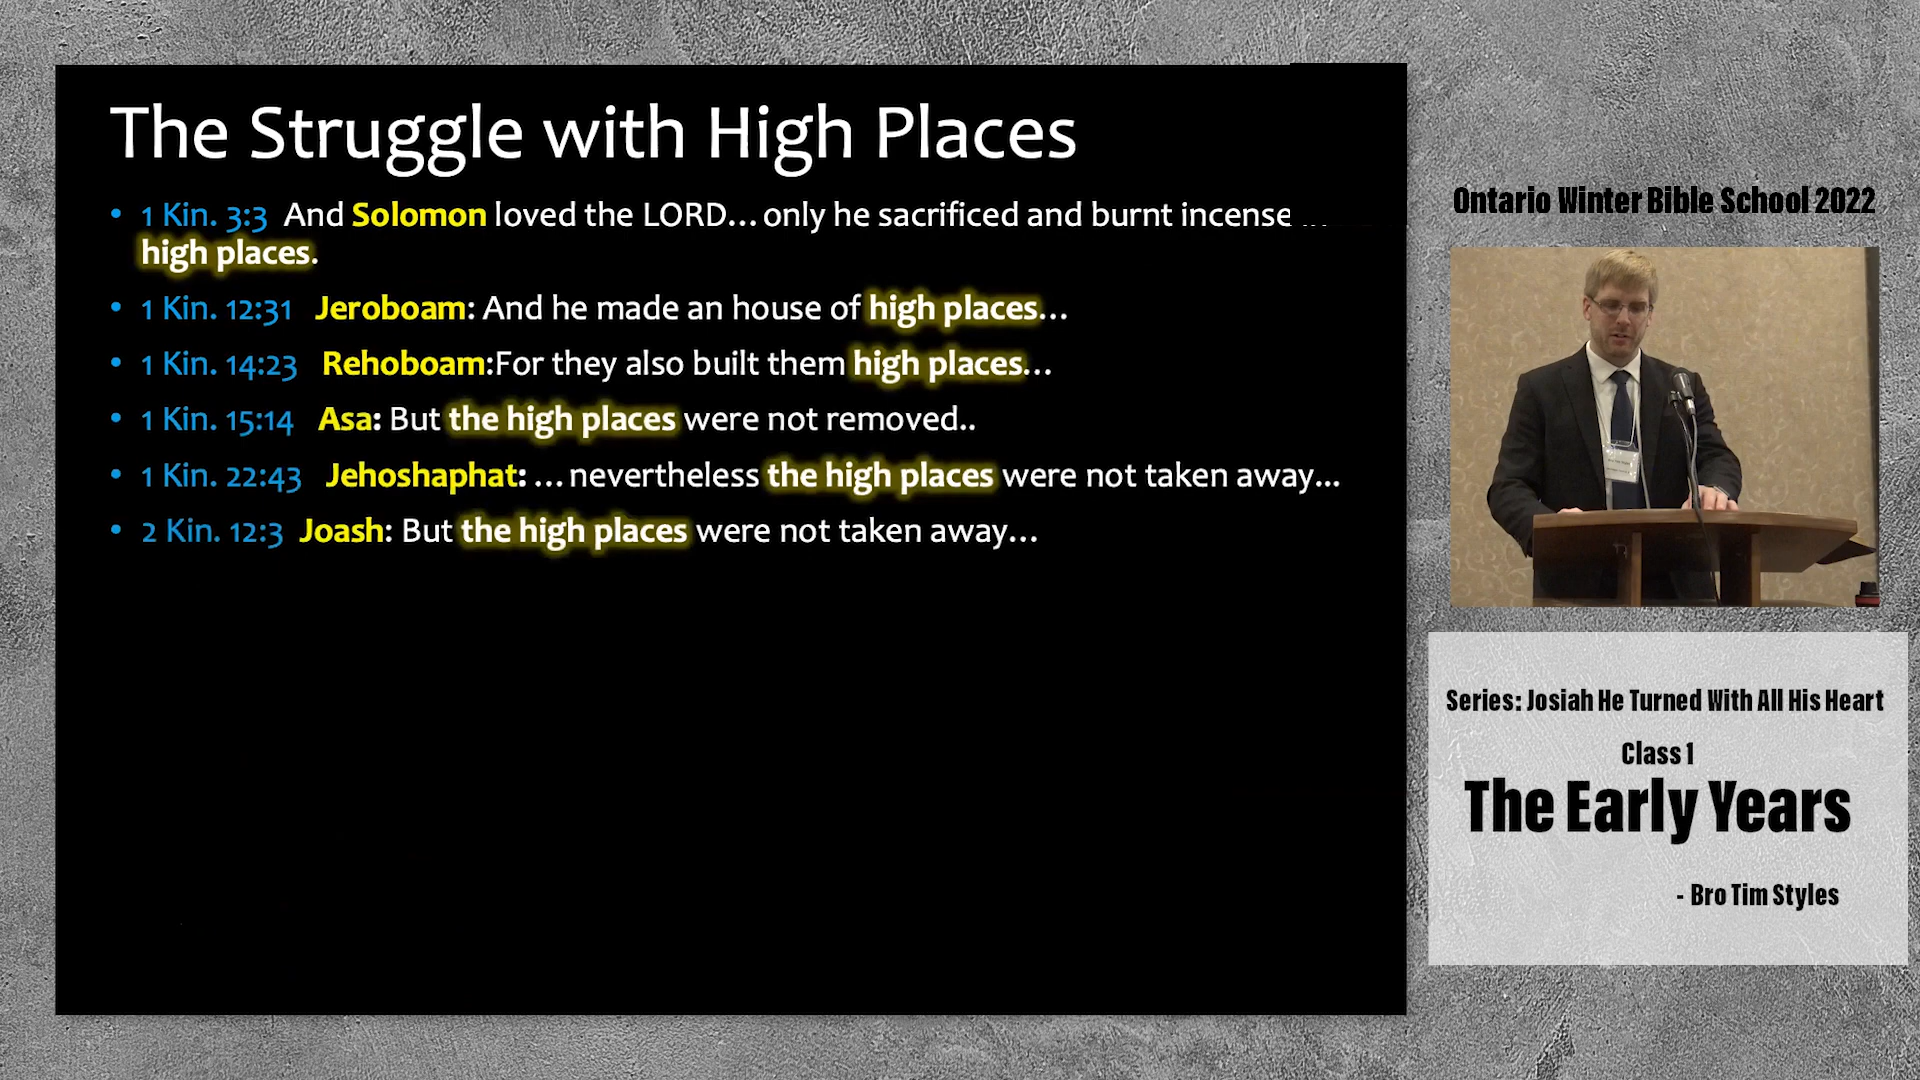 The Struggle with High Places
• 1 Kin. 3:3 And Solomon loved the LORD… only he sacrificed and burnt incense
high places.
• 1 Kin. 12:31 Jeroboam: And he made an house of high places…
• 1 Kin. 14:23 Rehoboam:For they also built them high places…
• 1 Kin. 15:14 Asa: But the high places were not removed..
• 1 Kin. 22:43 Jehoshaphat: … nevertheless the high places were not taken away...
• 2 Kin. 12:3 Joash: But the high places were not taken away…
Ontario Winter Bible School 2022
Series: Josiah He Turned With All His Heart
Class 1
The Early Years
- Bro Tim Styles